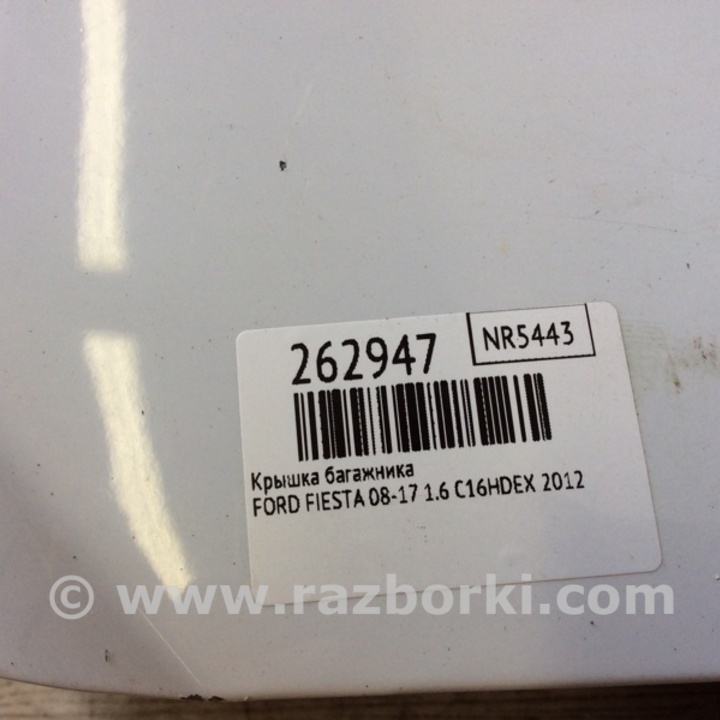 262947
NR5443
Крышка багажника
FORD FIESTA 08-17 1.6 C16HDEX 2012
© www.razborki.com